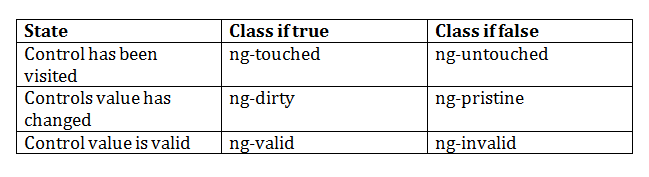 State Class if true Class if false
Control has been ng-touched ng-untouched
visited
Controls value has ng-dirty ng-pristine
changed
Control value is valid ng-valid ng-invalid